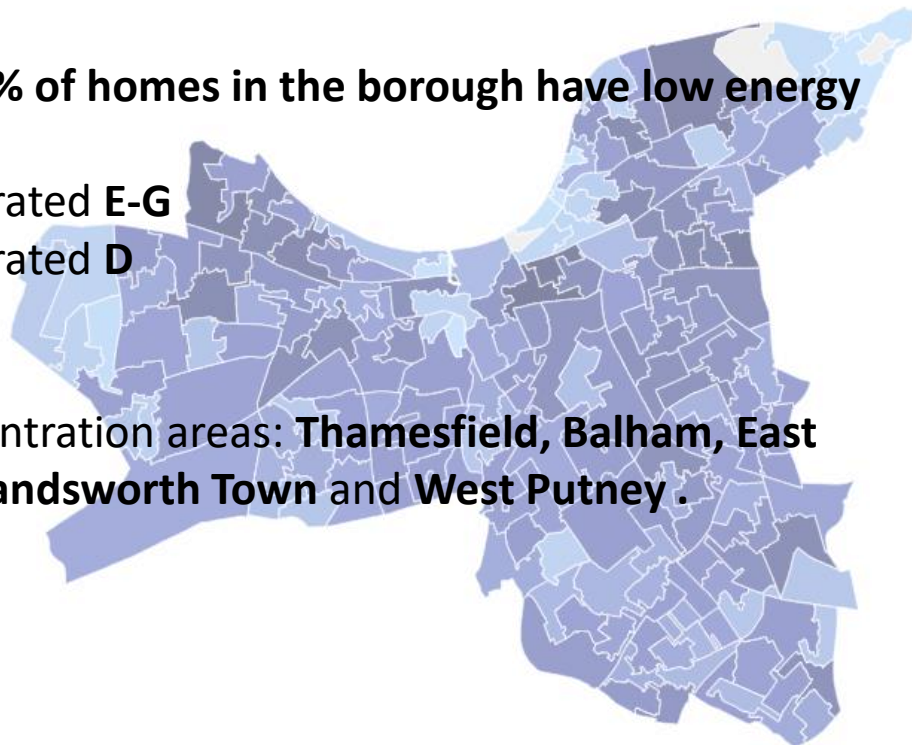 % of homes in the borough have low energy
rated E-G
rated D
ntration areas: Thamesfield, Balham, East
andsworth Town and West Putney .